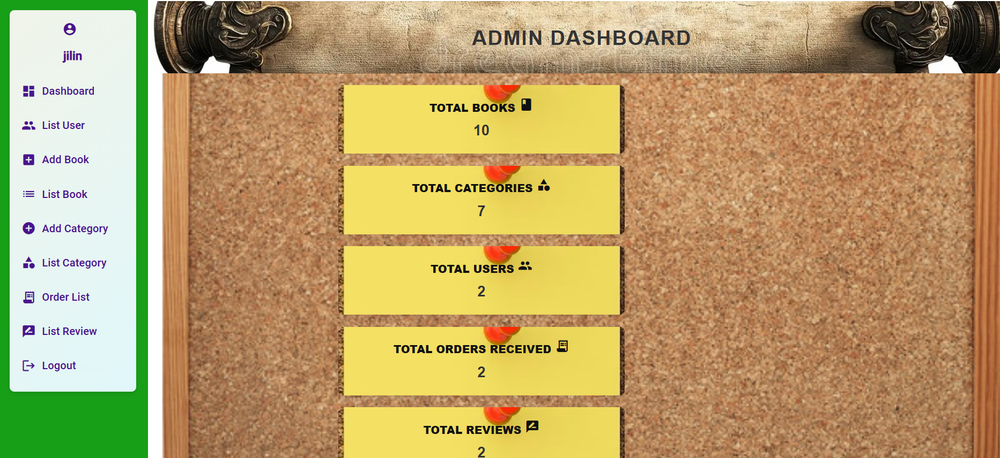 jilin
Dashboard
List User
Add Book
List Book
Add Category
List Category
Order List
List Review
Logout
ADMIN DASHBOARD
TOTAL BOOKS
10
TOTAL CATEGORIES
7
TOTAL USERS
2
TOTAL ORDERS RECEIVED
2
TOTAL REVIEWS
2